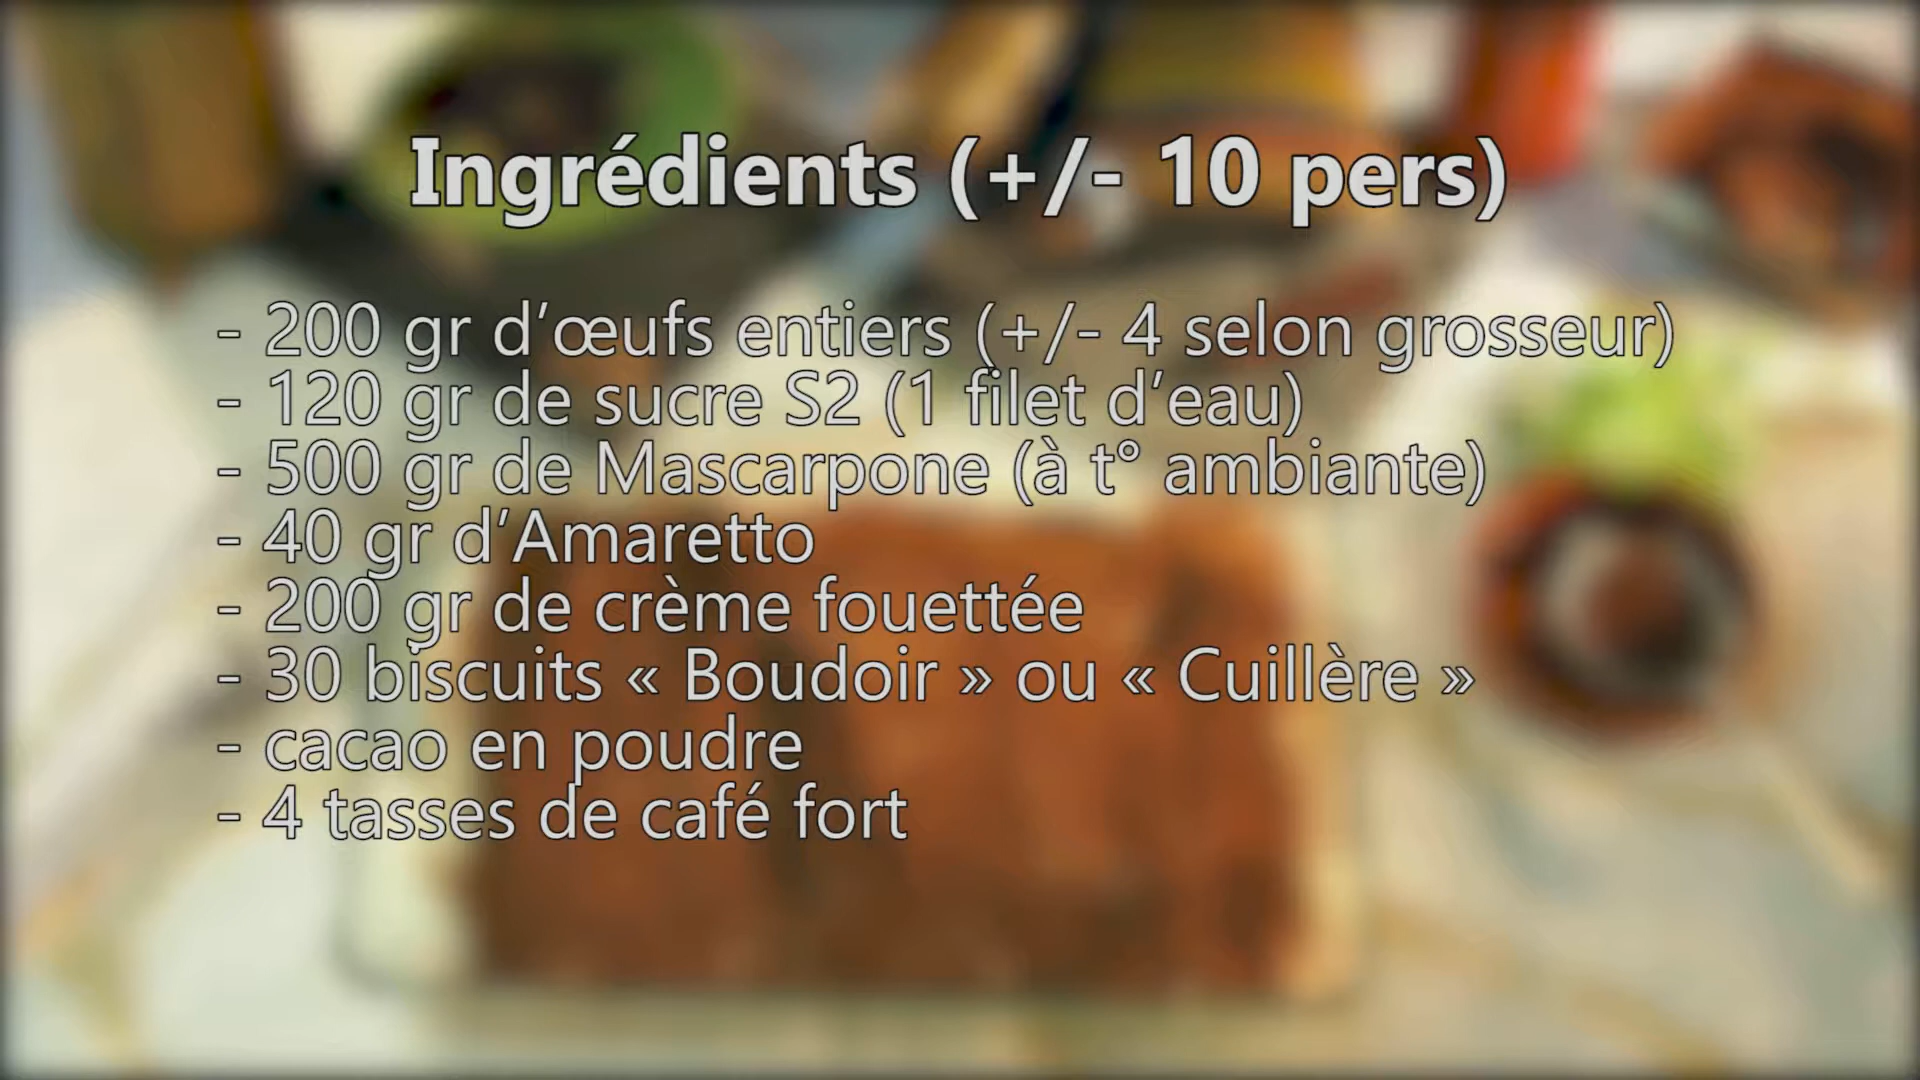 Ingrédients (+/- 10 pers)
- 200 gr d’œufs entiers (+/- 4 selon grosseur)
- 120 gr de sucre S2 (1 filet d’eau)
- 500 gr de Mascarpone (à t° ambiante)
- 40 gr d’Amaretto
- 200 gr de crème fouettée
- 30 biscuits « Boudoir » ou « Cuillère »
- cacao en poudre
- 4 tasses de café fort